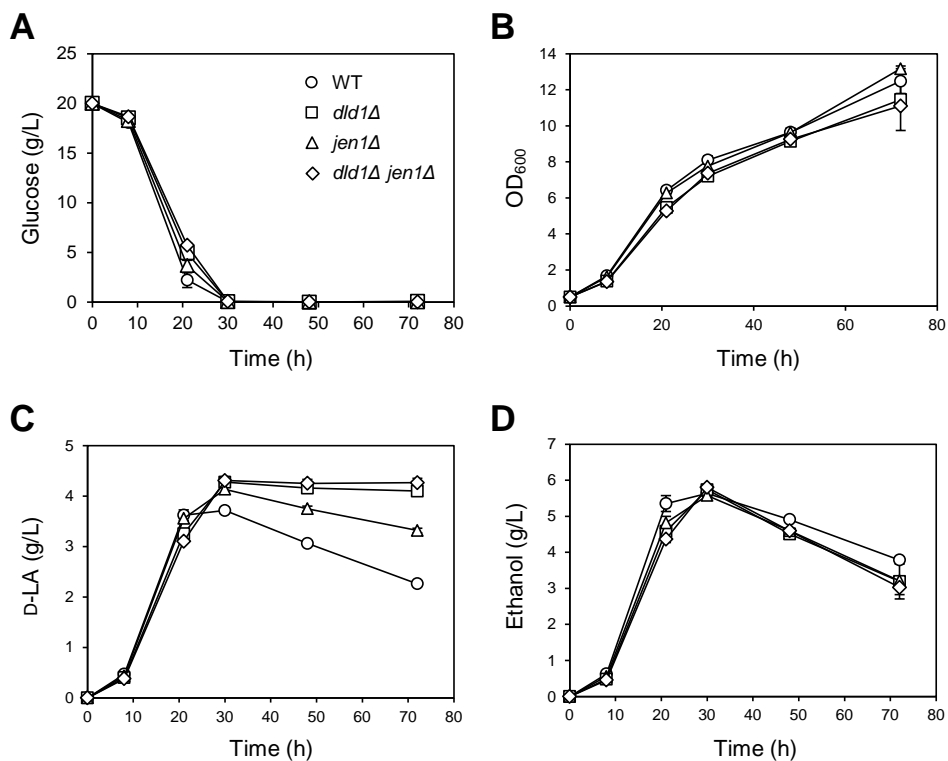 A
25
20
15
10
5
0
Glucose (g/L)
0 10 20 30 40 50 60 70 80
Time (h)
WT
dld1Δ
jen1Δ
dld1Δ jen1Δ
B
14
12
10
8
6
4
2
0
OD600
0 20 40 60 80
Time (h)
C
5
4
3
2
1
0
D-LA (g/L)
0 10 20 30 40 50 60 70 80
Time (h)
D
7
6
5
4
3
2
1
0
Ethanol (g/L)
0 10 20 30 40 50 60 70 80
Time (h)